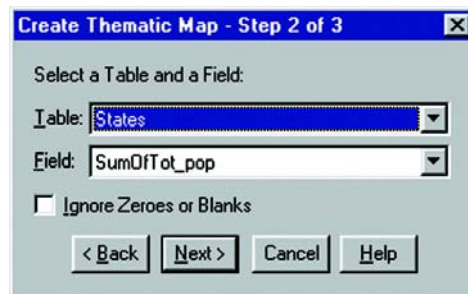 Create Thematic Map - Step 2 of 3
Select a Table and a Field:
Table: States
Field: SumOfTot_pop
Ignore Zeroes or Blanks
< Back Next > Cancel Help